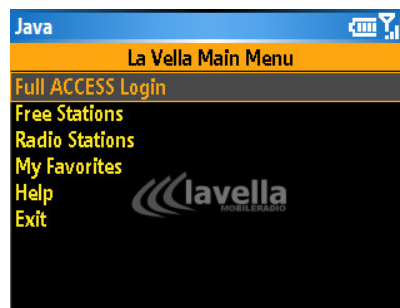 Java
La Vella Main Menu
Full ACCESS Login
Free Stations
Radio Stations
My Favorites
Help
Exit
lavella
MOBILERADIO